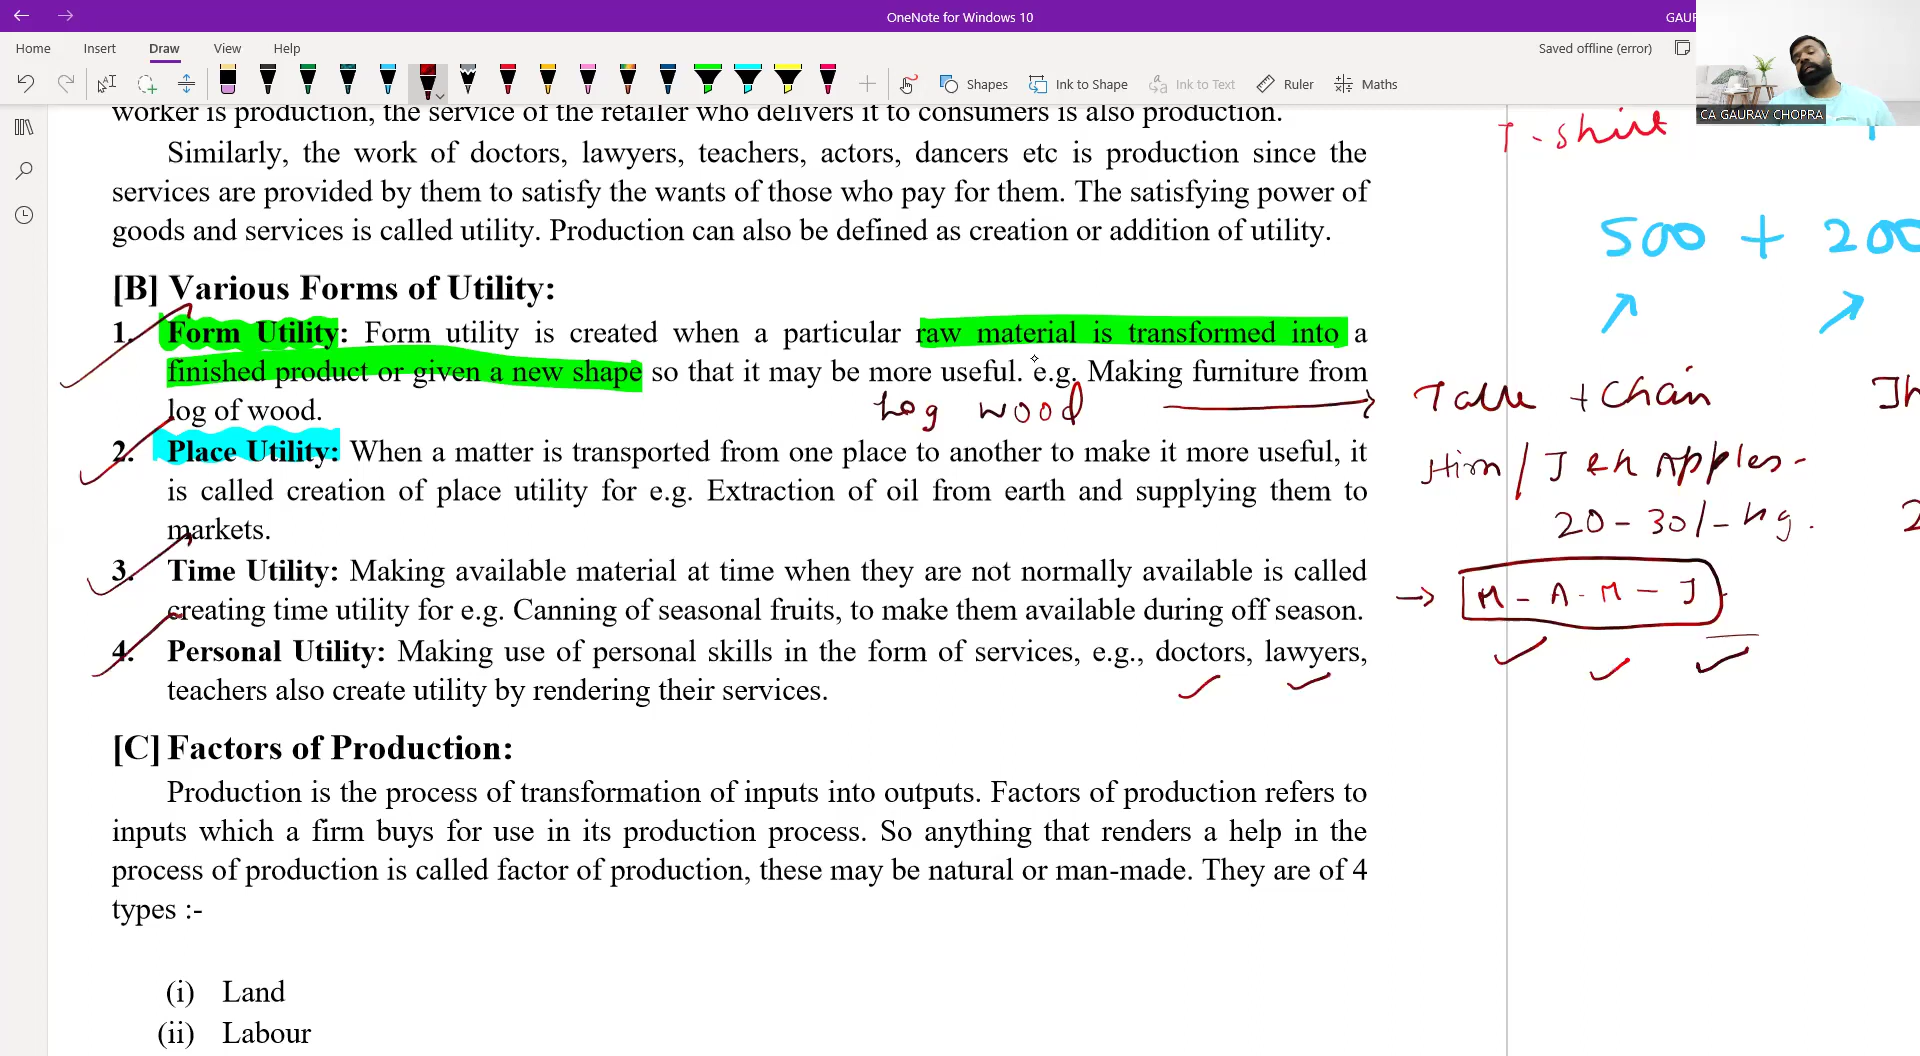 OneNote for Windows 10
GAUR
Home Insert Draw View Help
Saved offline (error)
Shapes Ink to Shape Ink to Text Ruler Maths
CA GAURAV CHOPRA
worker is production, the service of the retailer who delivers it to consumers is also production.
T-shirt
Similarly, the work of doctors, lawyers, teachers, actors, dancers etc is production since the
services are provided by them to satisfy the wants of those who pay for them. The satisfying power of
goods and services is called utility. Production can also be defined as creation or addition of utility.
500 + 200
[B] Various Forms of Utility:
1. Form Utility: Form utility is created when a particular raw material is transformed into a
finished product or given a new shape so that it may be more useful. e.g. Making furniture from
log of wood.
Log wood
Table + Chair
2. Place Utility: When a matter is transported from one place to another to make it more useful, it
is called creation of place utility for e.g. Extraction of oil from earth and supplying them to
markets.
Him / J &K Apples -
20 - 30/- kg.
3. Time Utility: Making available material at time when they are not normally available is called
creating time utility for e.g. Canning of seasonal fruits, to make them available during off season.
M - A - M - J
4. Personal Utility: Making use of personal skills in the form of services, e.g., doctors, lawyers,
teachers also create utility by rendering their services.
[C] Factors of Production:
Production is the process of transformation of inputs into outputs. Factors of production refers to
inputs which a firm buys for use in its production process. So anything that renders a help in the
process of production is called factor of production, these may be natural or man-made. They are of 4
types :-
(i) Land
(ii) Labour